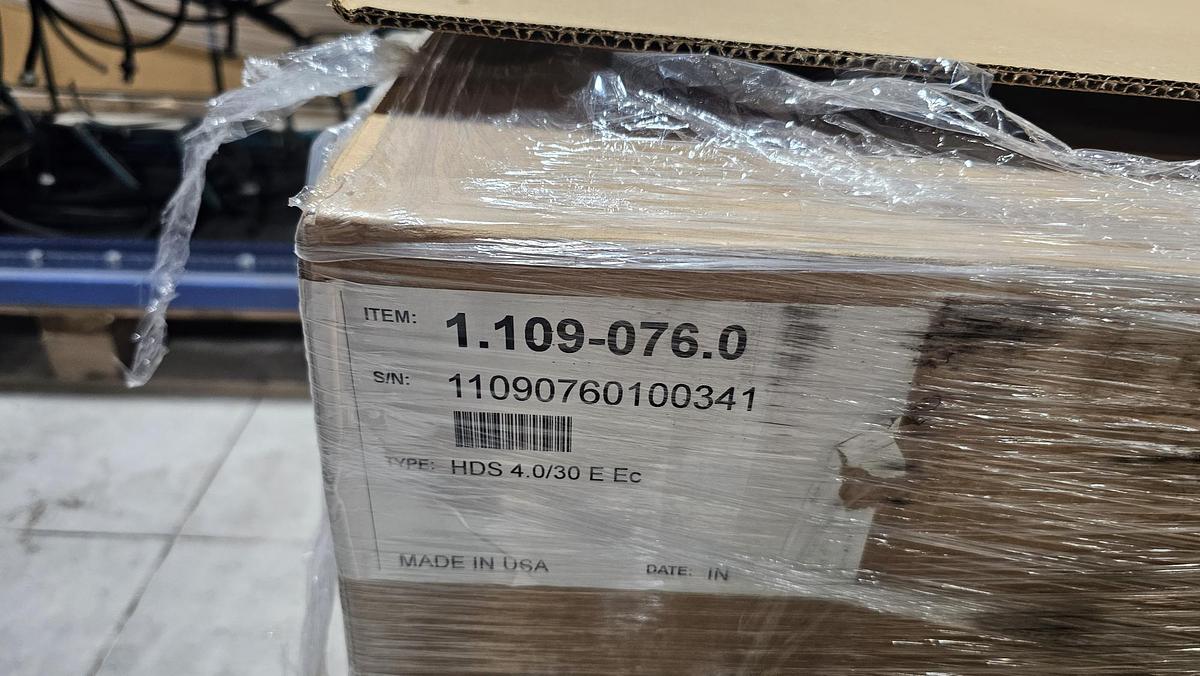 ITEM: 1.109-076.0
S/N: 11090760100341
TYPE: HDS 4.0/30 E Ec
MADE IN USA DATE: IN